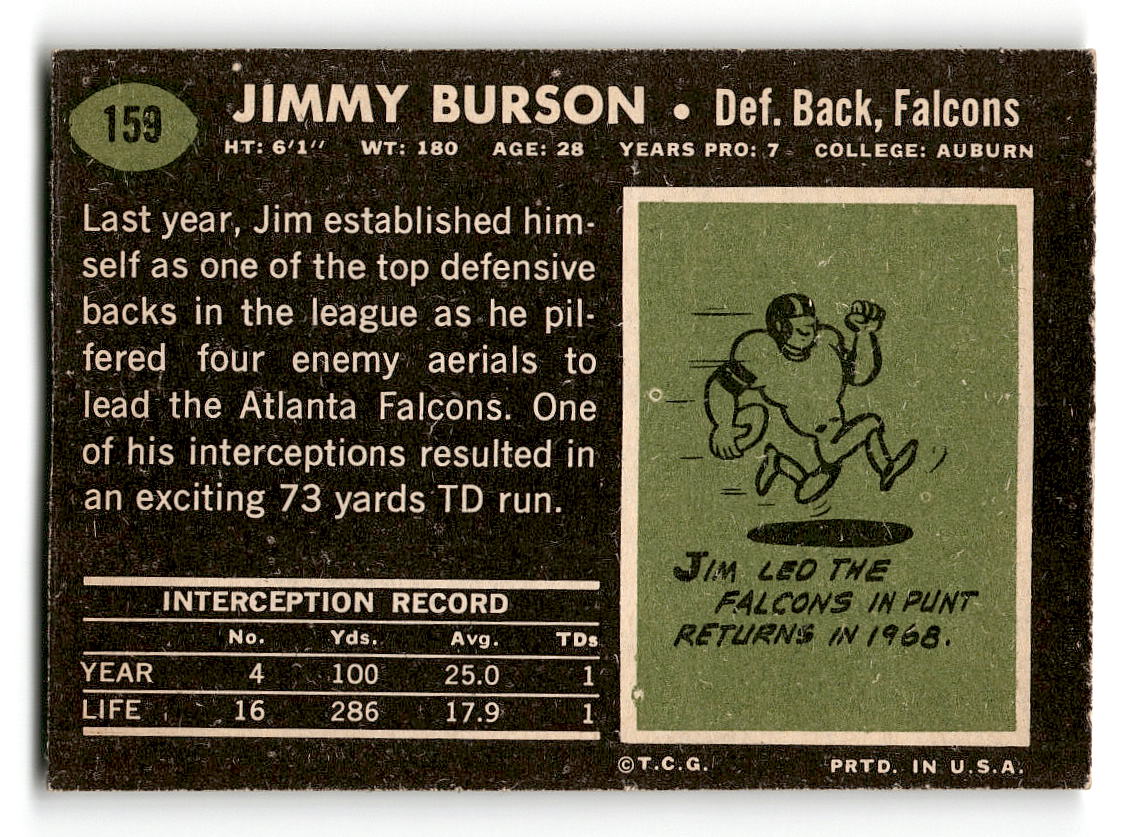 159
JIMMY BURSON • Def. Back, Falcons
HT: 6'1" WT: 180 AGE: 28 YEARS PRO: 7 COLLEGE: AUBURN
Last year, Jim established him-
self as one of the top defensive
backs in the league as he pil-
fered four enemy aerials to
lead the Atlanta Falcons. One
of his interceptions resulted in
an exciting 73 yards TD run.
INTERCEPTION RECORD
No. Yds. Avg. TDs
YEAR 4 100 25.0 1
LIFE 16 286 17.9 1
JIM LED THE
FALCONS IN PUNT
RETURNS IN 1968.
©T.C.G. PRTD. IN U.S.A.